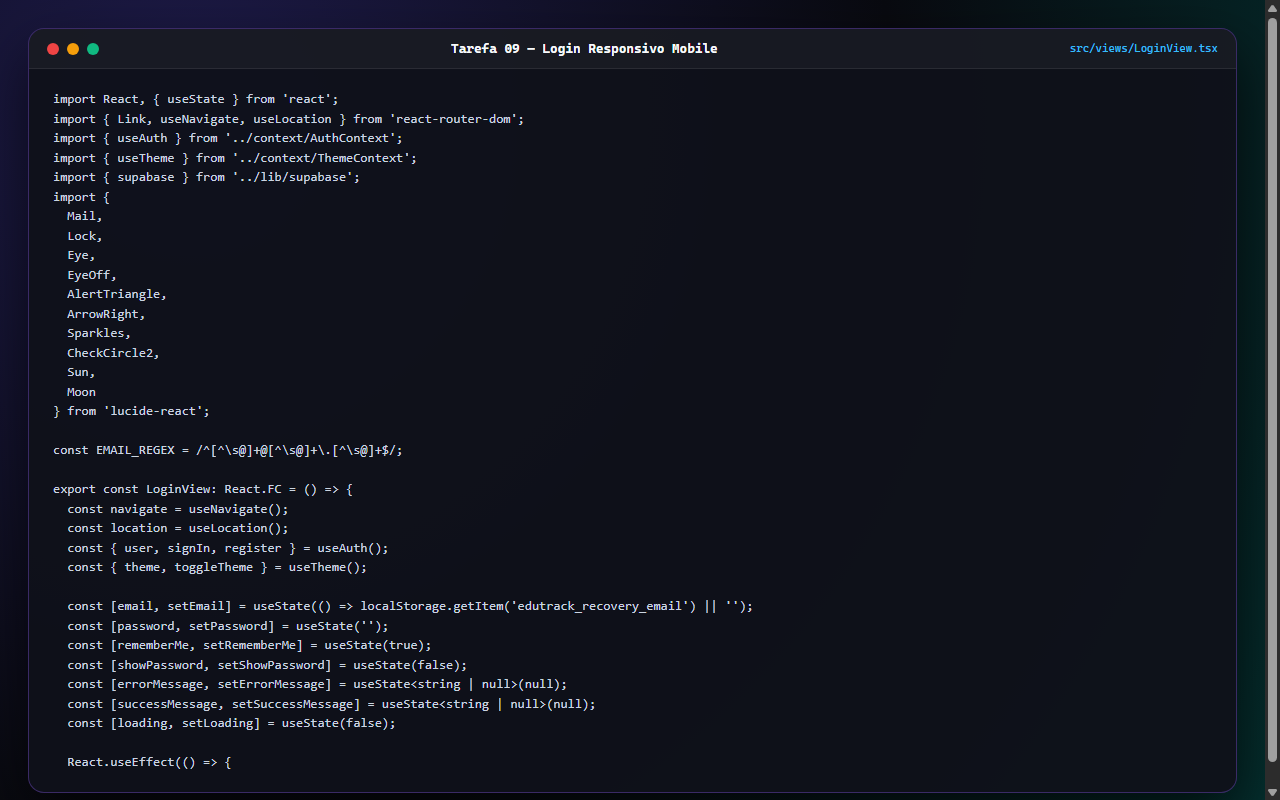 Tarefa 09 — Login Responsivo Mobile
src/views/LoginView.tsx
import React, { useState } from 'react';
import { Link, useNavigate, useLocation } from 'react-router-dom';
import { useAuth } from '../context/AuthContext';
import { useTheme } from '../context/ThemeContext';
import { supabase } from '../lib/supabase';
import {
  Mail,
  Lock,
  Eye,
  EyeOff,
  AlertTriangle,
  ArrowRight,
  Sparkles,
  CheckCircle2,
  Sun,
  Moon
} from 'lucide-react';

const EMAIL_REGEX = /^[^\s@]+@[^\s@]+\.[^\s@]+$/;

export const LoginView: React.FC = () => {
  const navigate = useNavigate();
  const location = useLocation();
  const { user, signIn, register } = useAuth();
  const { theme, toggleTheme } = useTheme();

  const [email, setEmail] = useState(() => localStorage.getItem('edutrack_recovery_email') || '');
  const [password, setPassword] = useState('');
  const [rememberMe, setRememberMe] = useState(true);
  const [showPassword, setShowPassword] = useState(false);
  const [errorMessage, setErrorMessage] = useState<string | null>(null);
  const [successMessage, setSuccessMessage] = useState<string | null>(null);
  const [loading, setLoading] = useState(false);

  React.useEffect(() => {